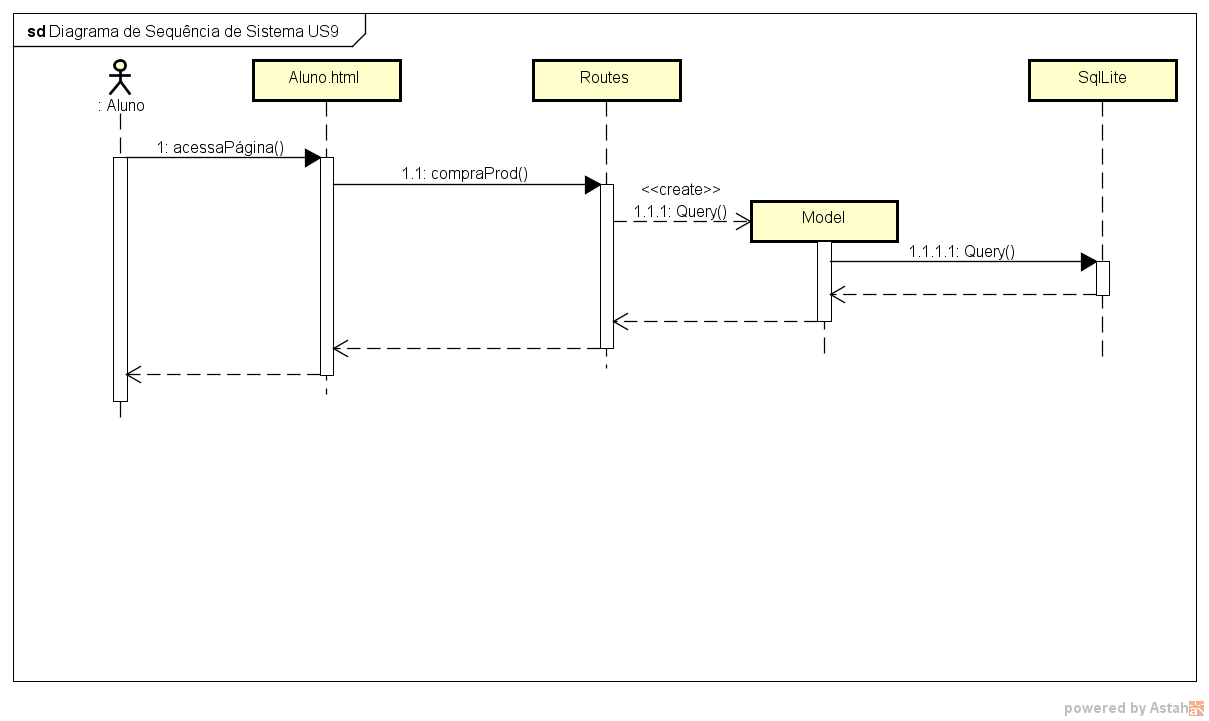 sd Diagrama de Sequência de Sistema US9
: Aluno
Aluno.html
Routes
SqlLite
1: acessaPágina()
1.1: compraProd()
<<create>>
1.1.1: Query()
Model
1.1.1.1: Query()
powered by Astah